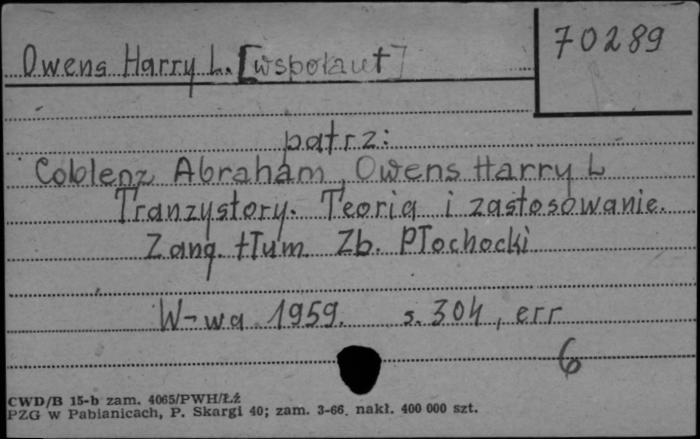 Owens Harry L. [wspołaut]
70289
patrz:
Coblenz Abraham, Owens Harry L
Tranzystory. Teoria i zastosowanie.
Z ang. tłum. Zb. Płochocki
W-wa 1959. s. 304, err
6
CWD/B 15-b zam. 4065/PWH/Łź
PZG w Pabianicach, P. Skargi 40; zam. 3-66. nakł. 400 000 szt.